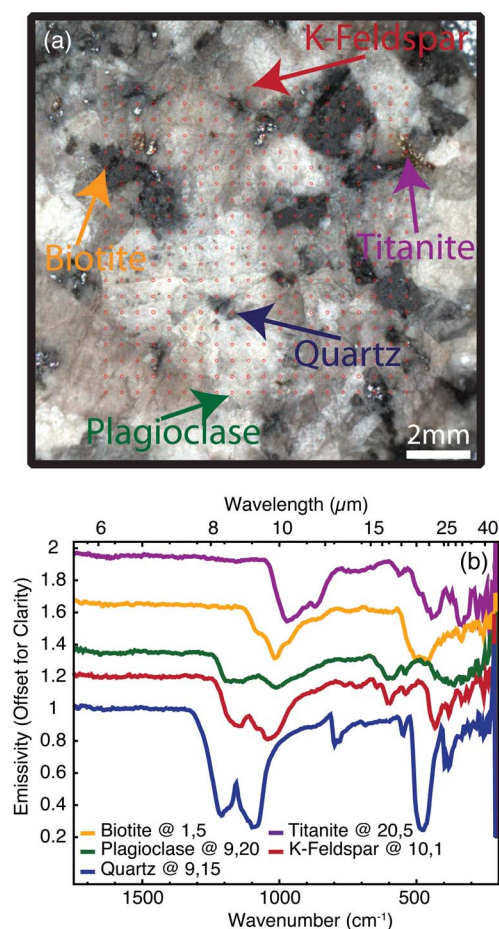 (a)
K-Feldspar
Biotite
Titanite
Quartz
Plagioclase
2mm
Wavelength (µm)
6 8 10 15 25 40
(b)
2
1.8
1.6
1.4
1.2
1
0.8
0.6
0.4
0.2
Emissivity (Offset for Clarity)
Biotite @ 1,5
Titanite @ 20,5
Plagioclase @ 9,20
K-Feldspar @ 10,1
Quartz @ 9,15
1500 1000 500
Wavenumber (cm⁻¹)